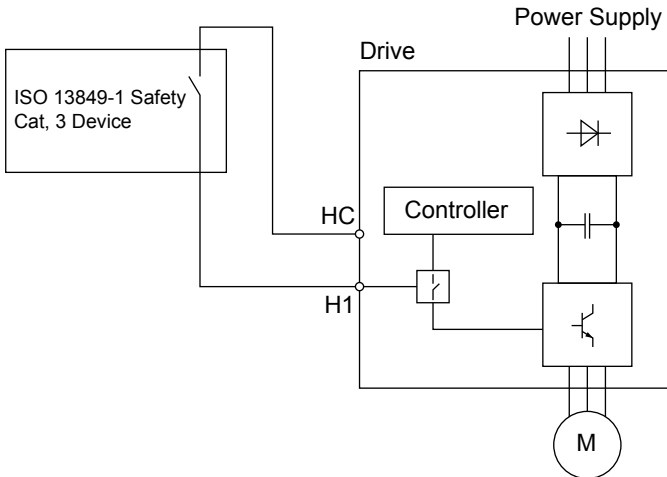 Power Supply
Drive
ISO 13849-1 Safety
Cat, 3 Device
HC
Controller
H1
M